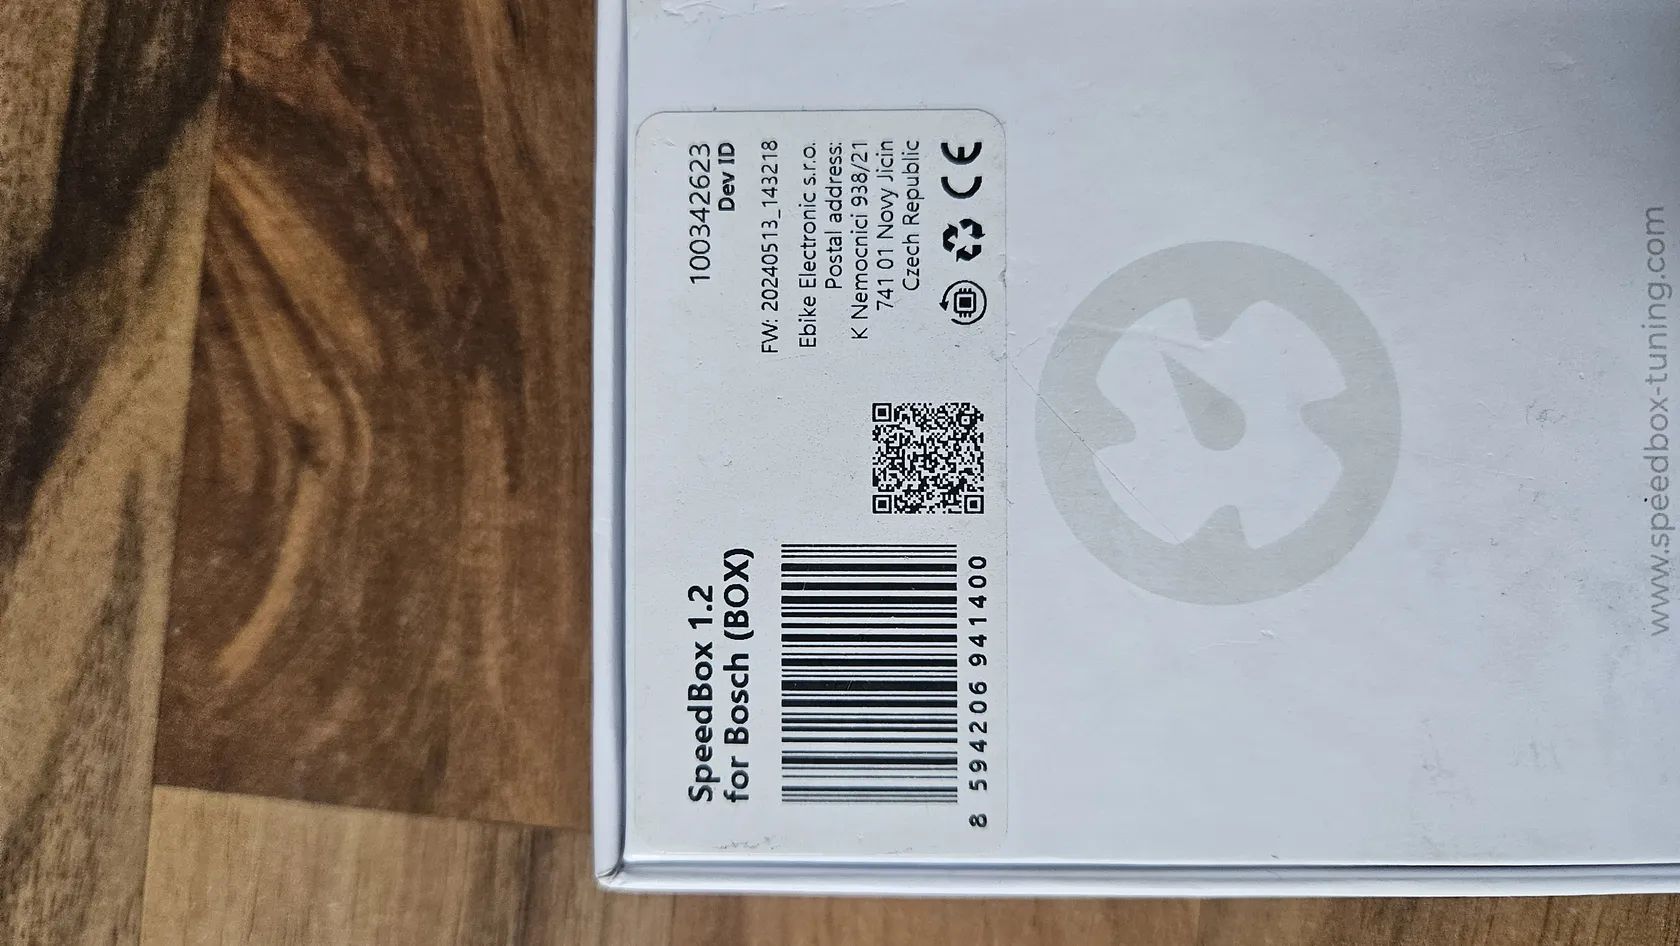 SpeedBox 1.2
for Bosch (BOX)
8 594206 941400
100342623
Dev ID
FW: 20240513_143218
Ebike Electronic s.r.o.
Postal address:
K Nemocnici 938/21
741 01 Novy Jicin
Czech Republic
CE
www.speedbox-tuning.com